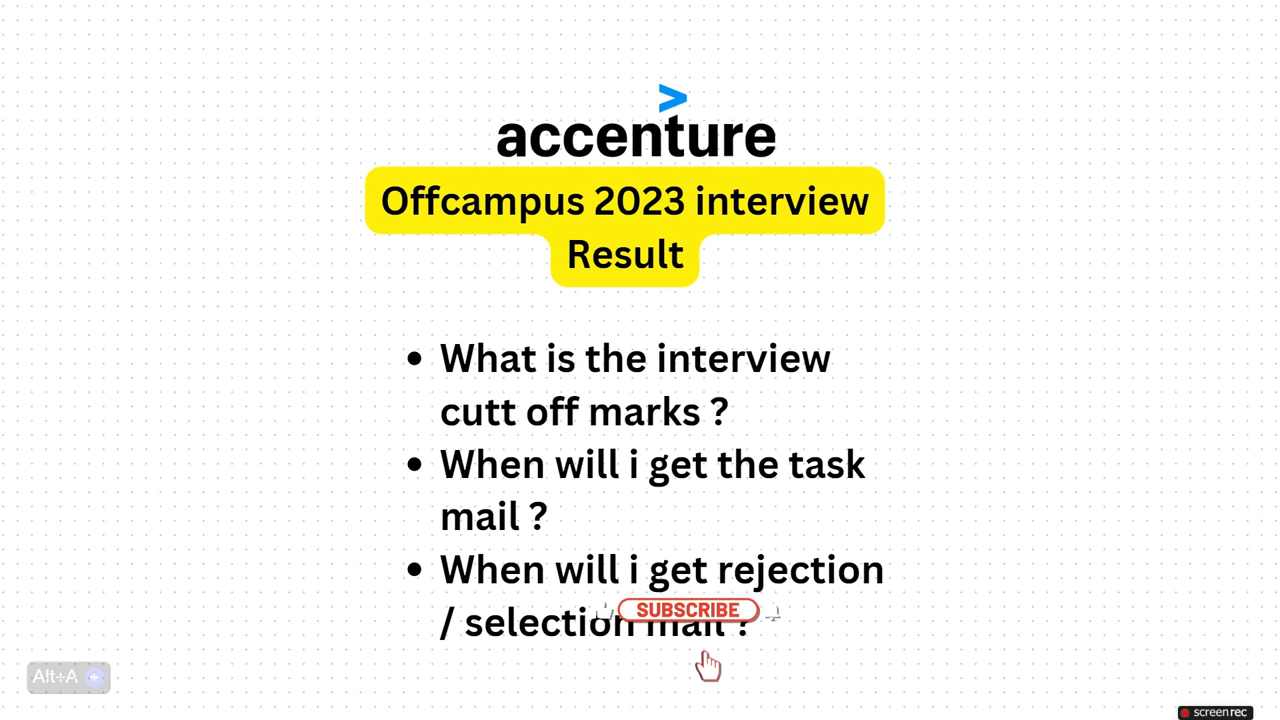 >
accenture
Offcampus 2023 interview
Result
• What is the interview
cutt off marks ?
• When will i get the task
mail ?
• When will i get rejection
/ selection mail ?
SUBSCRIBE
Alt+A
screenrec